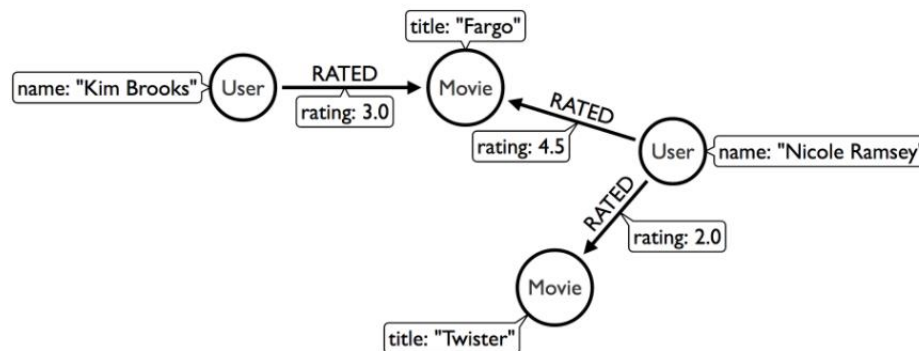 title: "Fargo"
name: "Kim Brooks"
User
RATED
rating: 3.0
Movie
RATED
rating: 4.5
User
name: "Nicole Ramsey"
RATED
rating: 2.0
Movie
title: "Twister"